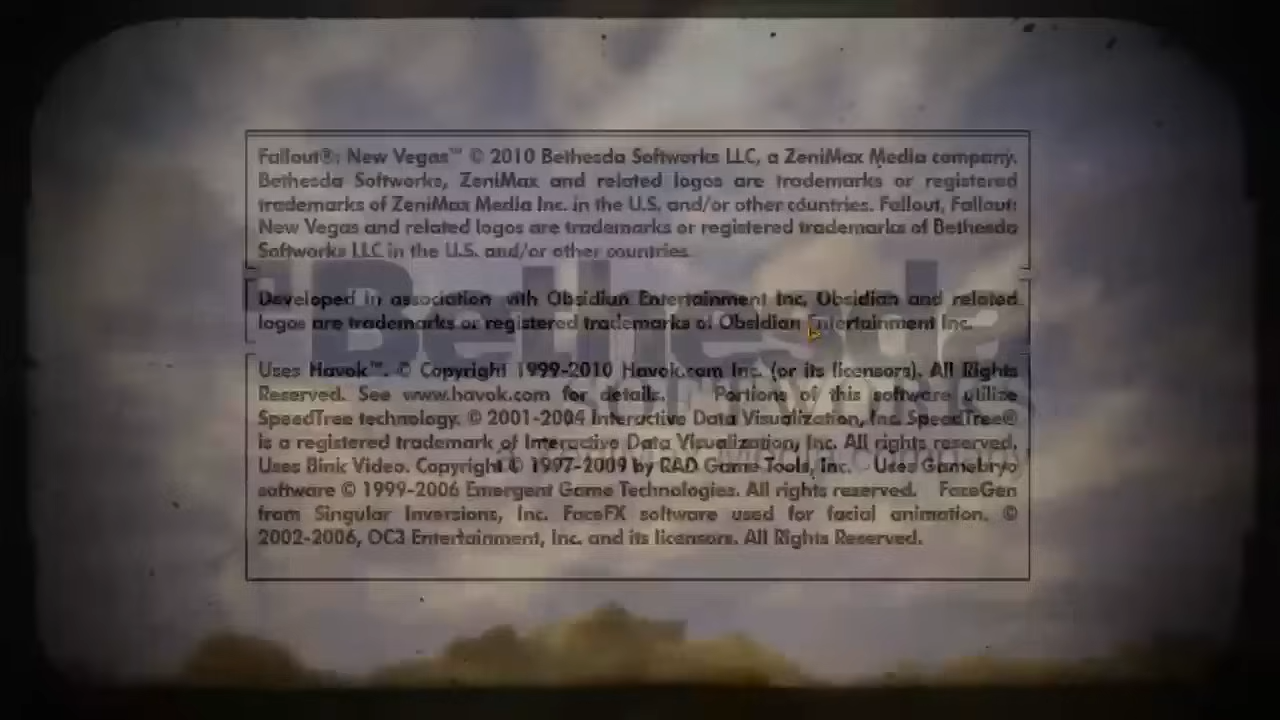 Fallout®: New Vegas™ © 2010 Bethesda Softworks LLC, a ZeniMax Media company.
Bethesda Softworks, ZeniMax and related logos are trademarks or registered
trademarks of ZeniMax Media Inc. in the U.S. and/or other countries. Fallout, Fallout:
New Vegas and related logos are trademarks or registered trademarks of Bethesda
Softworks LLC in the U.S. and/or other countries.
Bethesda
Developed in association with Obsidian Entertainment Inc. Obsidian and related
logos are trademarks or registered trademarks of Obsidian Entertainment Inc.
Uses Havok™. © Copyright 1999-2010 Havok.com Inc. (or its licensors). All Rights
Reserved. See www.havok.com for details. Portions of this software utilize
SpeedTree technology. © 2001-2004 Interactive Data Visualization, Inc. SpeedTree®
is a registered trademark of Interactive Data Visualization, Inc. All rights reserved.
Uses Bink Video. Copyright © 1997-2009 by RAD Game Tools, Inc. Uses Gamebryo
software © 1999-2006 Emergent Game Technologies. All rights reserved. FaceGen
from Singular Inversions, Inc. FaceFX software used for facial animation. ©
2002-2006, OC3 Entertainment, Inc. and its licensors. All Rights Reserved.